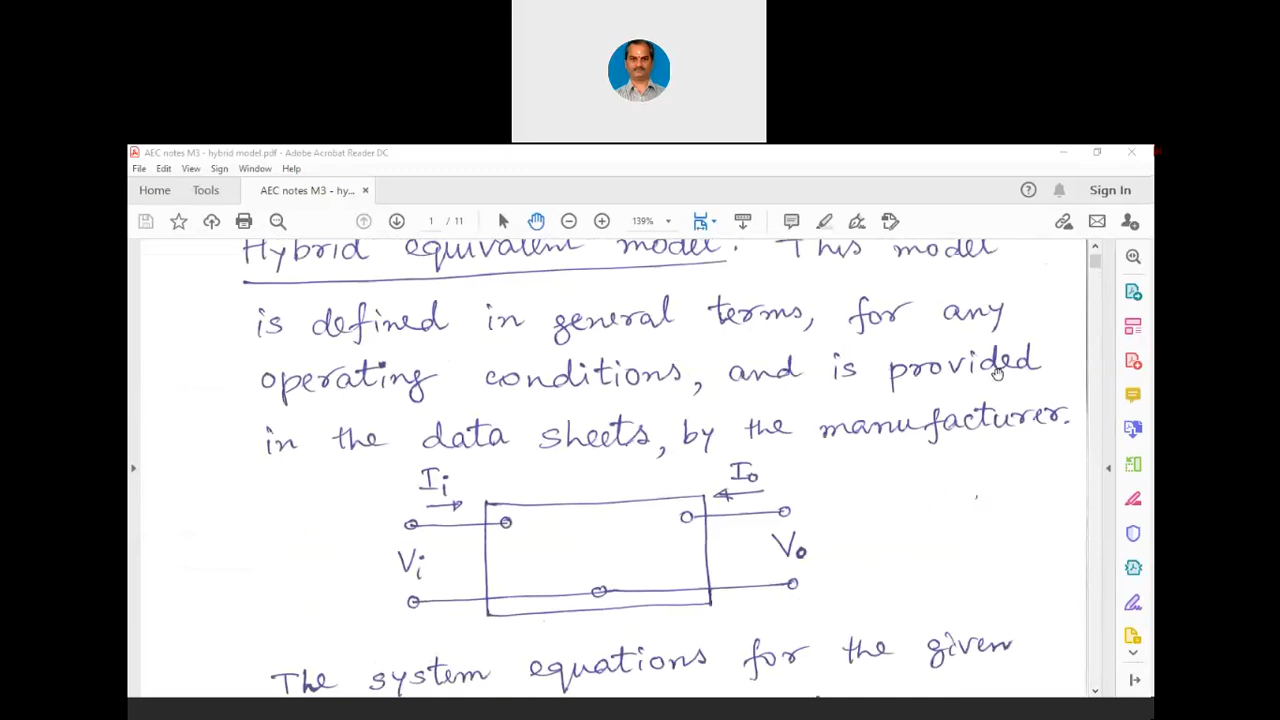 AEC notes M3 - hybrid model.pdf - Adobe Acrobat Reader DC
File Edit View Sign Window Help
Home Tools AEC notes M3 - hy... × Sign In
1 / 11 139%
Hybrid equivalent model. This model
is defined in general terms, for any
operating conditions, and is provided
in the data sheets, by the manufacturer.
Ii Io
Vi Vo
The system equations for the given